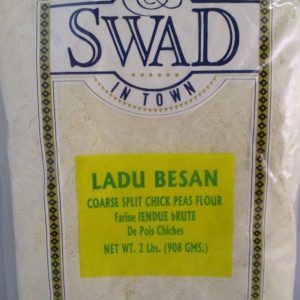 &
SWAD
IN TOWN
LADU BESAN
COARSE SPLIT CHICK PEAS FLOUR
Farine fENDUE bRUTE
De Pois Chiches
NET WT. 2 Lbs. (908 GMS.)